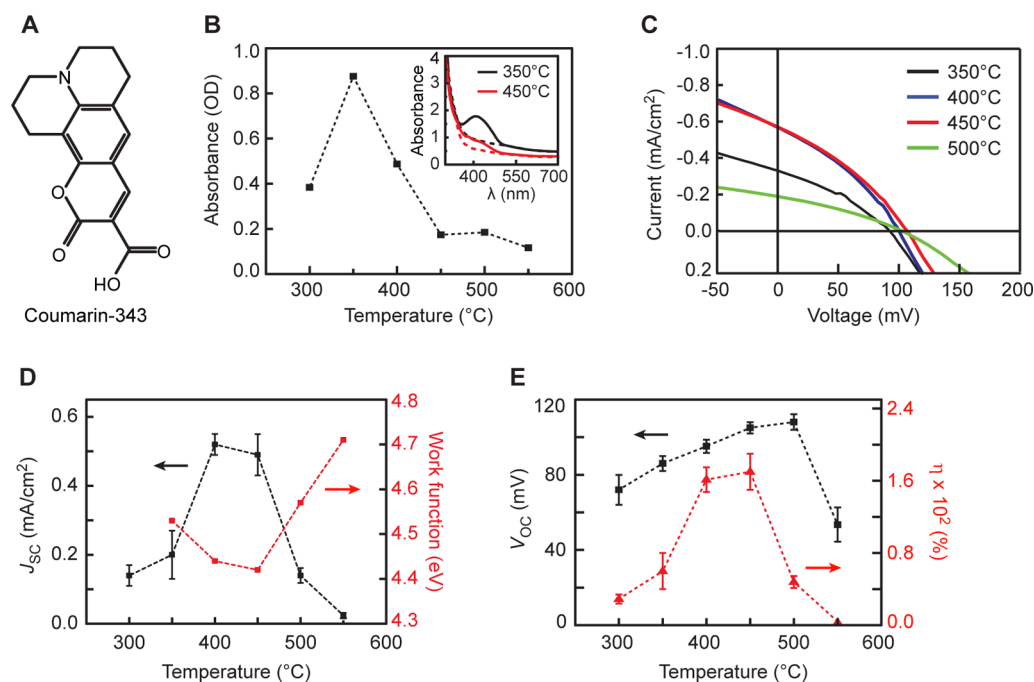 A
N
O
O
O
HO
Coumarin-343
B
Absorbance (OD)
1.0
0.8
0.6
0.4
0.2
0.0
300 400 500 600
Temperature (°C)
Absorbance
4
3
2
1
0
300 500 700
λ (nm)
350°C
450°C
C
Current (mA/cm²)
-1.0
-0.8
-0.6
-0.4
-0.2
0.0
0.2
-50 0 50 100 150 200
Voltage (mV)
350°C
400°C
450°C
500°C
D
JSC (mA/cm²)
0.6
0.4
0.2
0.0
300 400 500 600
Temperature (°C)
4.8
4.7
4.6
4.5
4.4
4.3
Work function (eV)
E
VOC (mV)
120
80
40
0
300 400 500 600
Temperature (°C)
2.4
1.6
0.8
0.0
η x 10² (%)